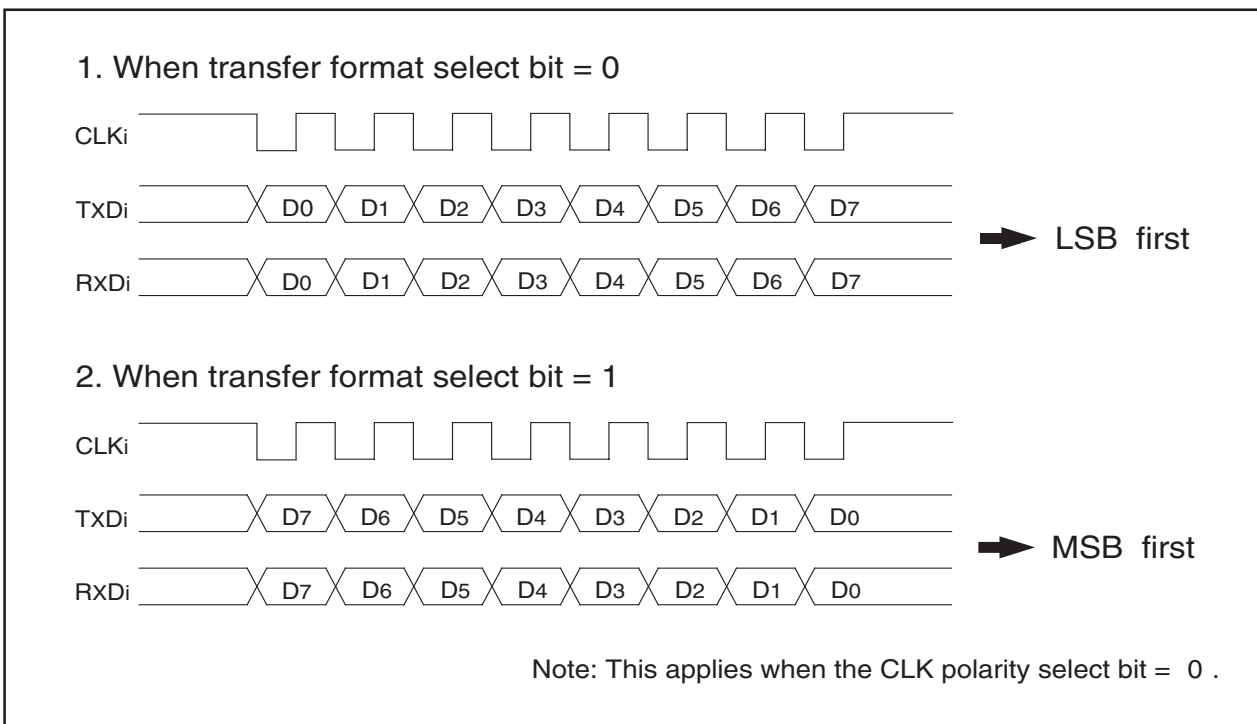 1. When transfer format select bit = 0
CLKi
TXDi D0 D1 D2 D3 D4 D5 D6 D7
RXDi D0 D1 D2 D3 D4 D5 D6 D7
LSB first
2. When transfer format select bit = 1
CLKi
TXDi D7 D6 D5 D4 D3 D2 D1 D0
RXDi D7 D6 D5 D4 D3 D2 D1 D0
MSB first
Note: This applies when the CLK polarity select bit = 0 .